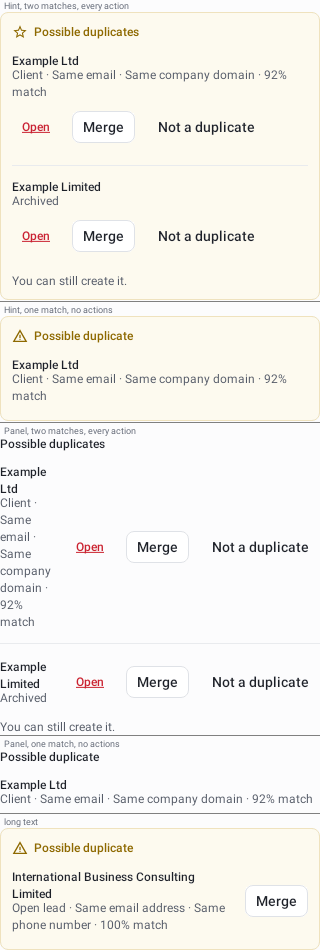 Hint, two matches, every action
Possible duplicates
Example Ltd
Client · Same email · Same company domain · 92%
match
Open
Merge
Not a duplicate
Example Limited
Archived
Open
Merge
Not a duplicate
You can still create it.
Hint, one match, no actions
Possible duplicate
Example Ltd
Client · Same email · Same company domain · 92%
match
Panel, two matches, every action
Possible duplicates
Example
Ltd
Client ·
Same
email ·
Same
company
domain ·
92%
match
Open
Merge
Not a duplicate
Example
Limited
Archived
Open
Merge
Not a duplicate
You can still create it.
Panel, one match, no actions
Possible duplicate
Example Ltd
Client · Same email · Same company domain · 92% match
long text
Possible duplicate
International Business Consulting
Limited
Open lead · Same email address · Same
phone number · 100% match
Merge